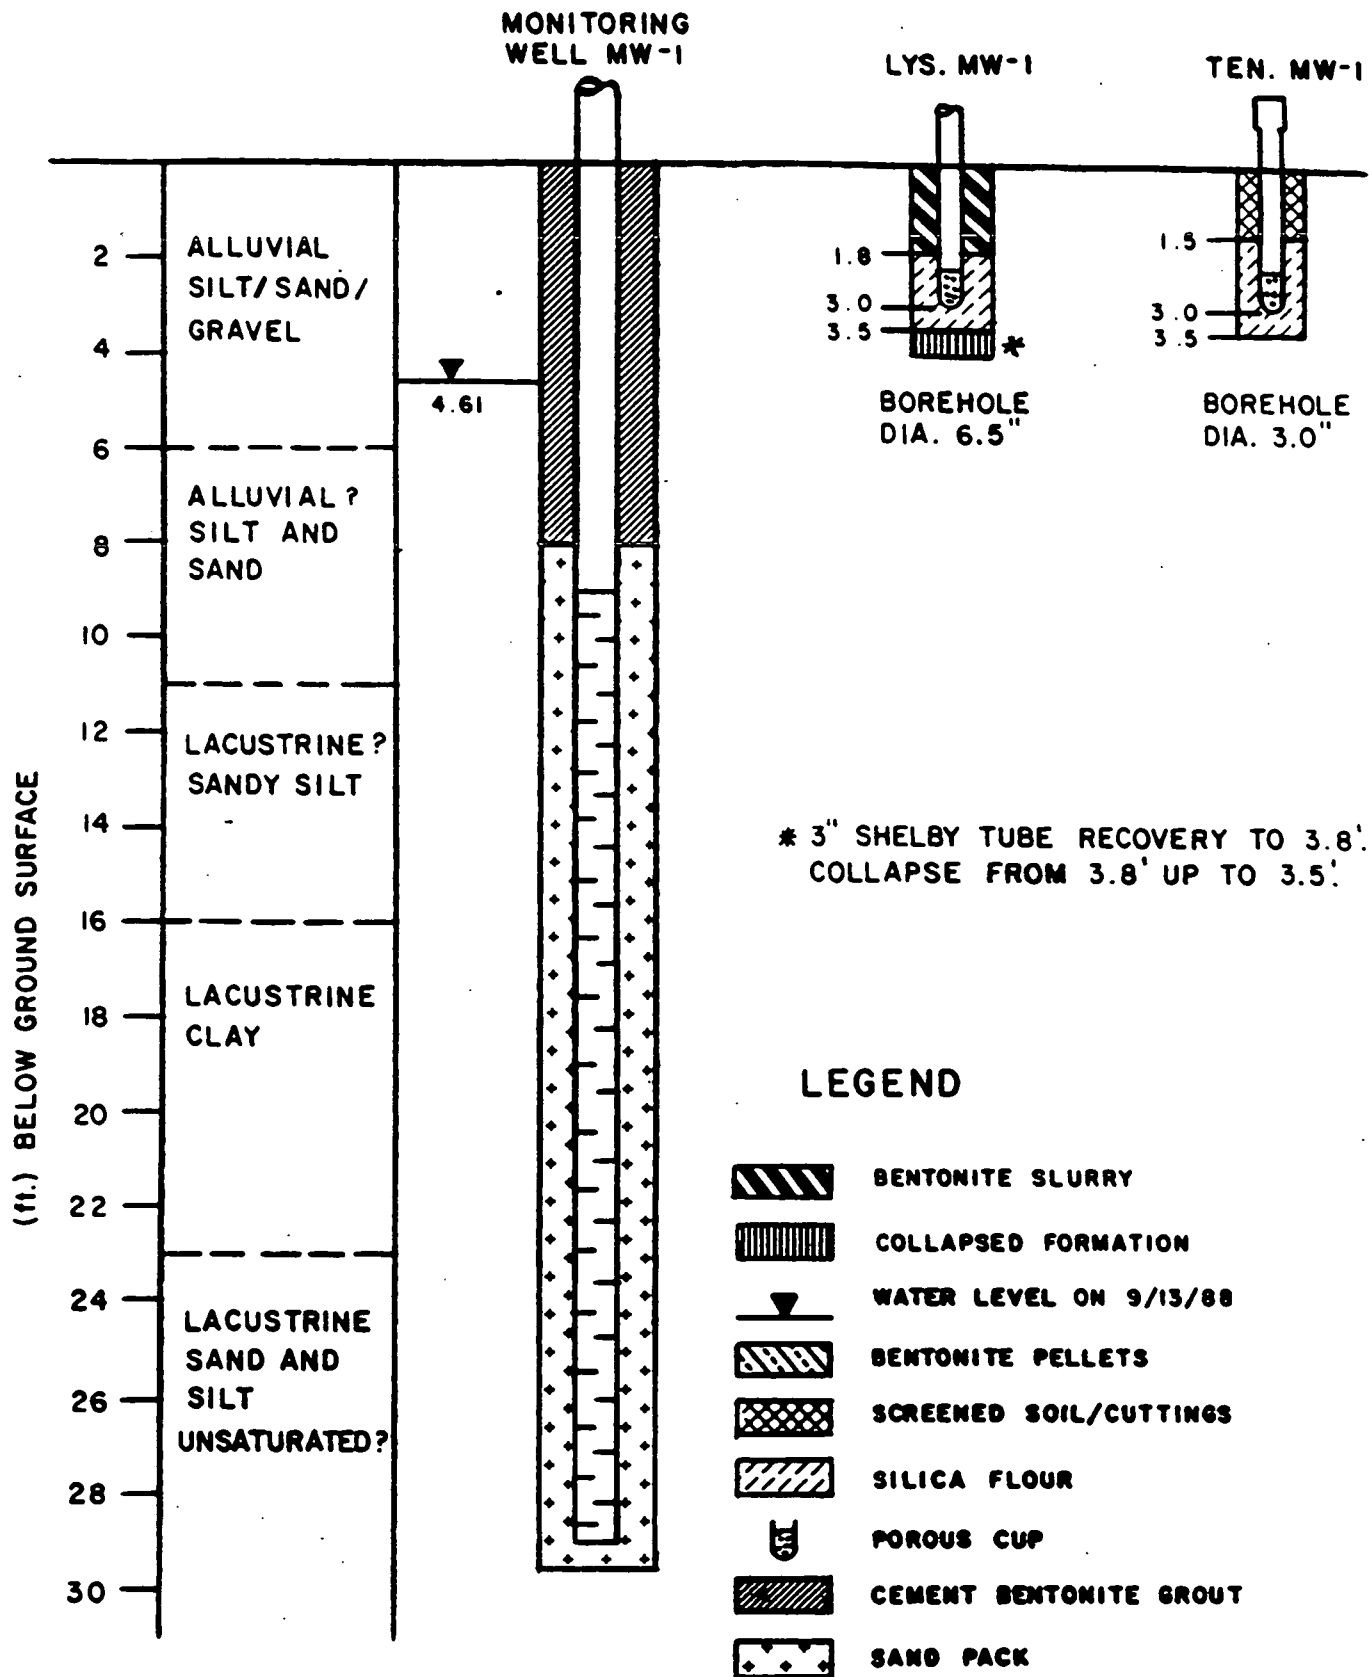 MONITORING
WELL MW-1
LYS. MW-1
TEN. MW-1
(ft.) BELOW GROUND SURFACE
2
4
6
8
10
12
14
16
18
20
22
24
26
28
30
ALLUVIAL
SILT/SAND/
GRAVEL
ALLUVIAL?
SILT AND
SAND
LACUSTRINE?
SANDY SILT
LACUSTRINE
CLAY
LACUSTRINE
SAND AND
SILT
UNSATURATED?
4.61
1.8
3.0
3.5
*
BOREHOLE
DIA. 6.5"
1.5
3.0
3.5
BOREHOLE
DIA. 3.0"
* 3" SHELBY TUBE RECOVERY TO 3.8'.
COLLAPSE FROM 3.8' UP TO 3.5'.
LEGEND
BENTONITE SLURRY
COLLAPSED FORMATION
WATER LEVEL ON 9/13/88
BENTONITE PELLETS
SCREENED SOIL/CUTTINGS
SILICA FLOUR
POROUS CUP
CEMENT BENTONITE GROUT
SAND PACK